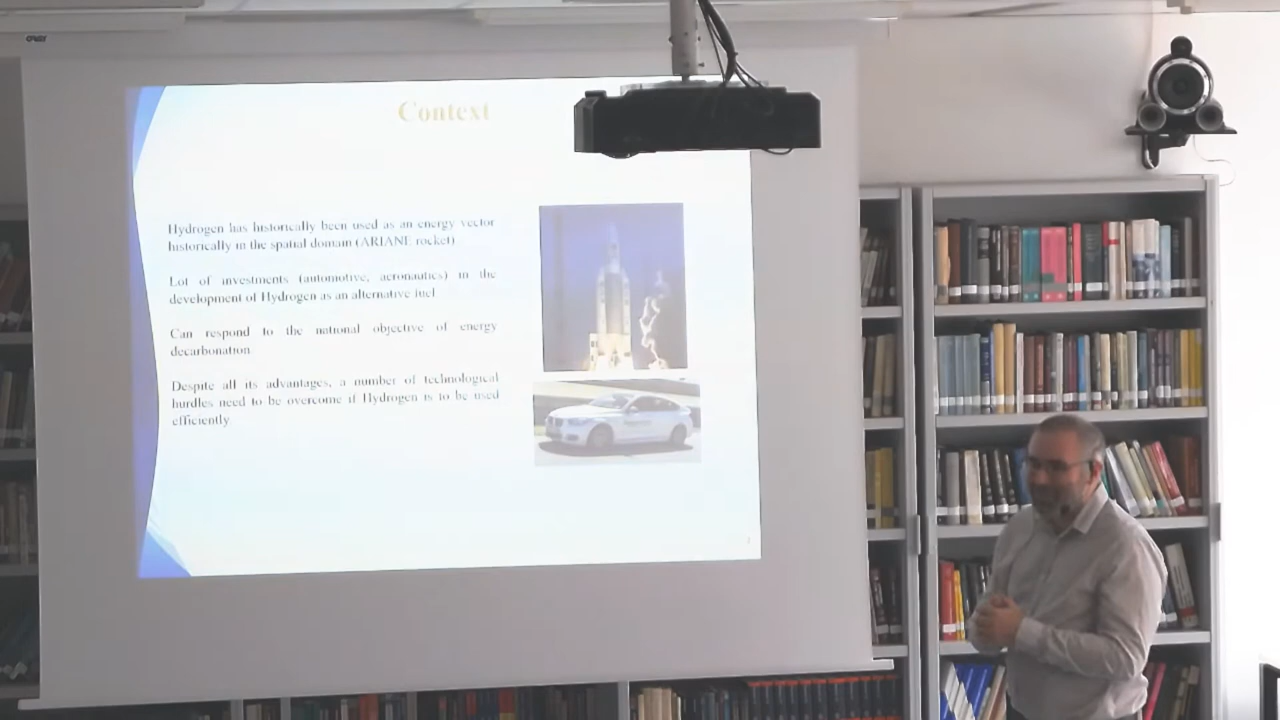 Context
Hydrogen has historically been used as an energy vector
historically in the spatial domain (ARIANE rocket)
Lot of investments (automotive, aeronautics) in the
development of Hydrogen as an alternative fuel
Can respond to the national objective of energy
decarbonation
Despite all its advantages, a number of technological
hurdles need to be overcome if Hydrogen is to be used
efficiently